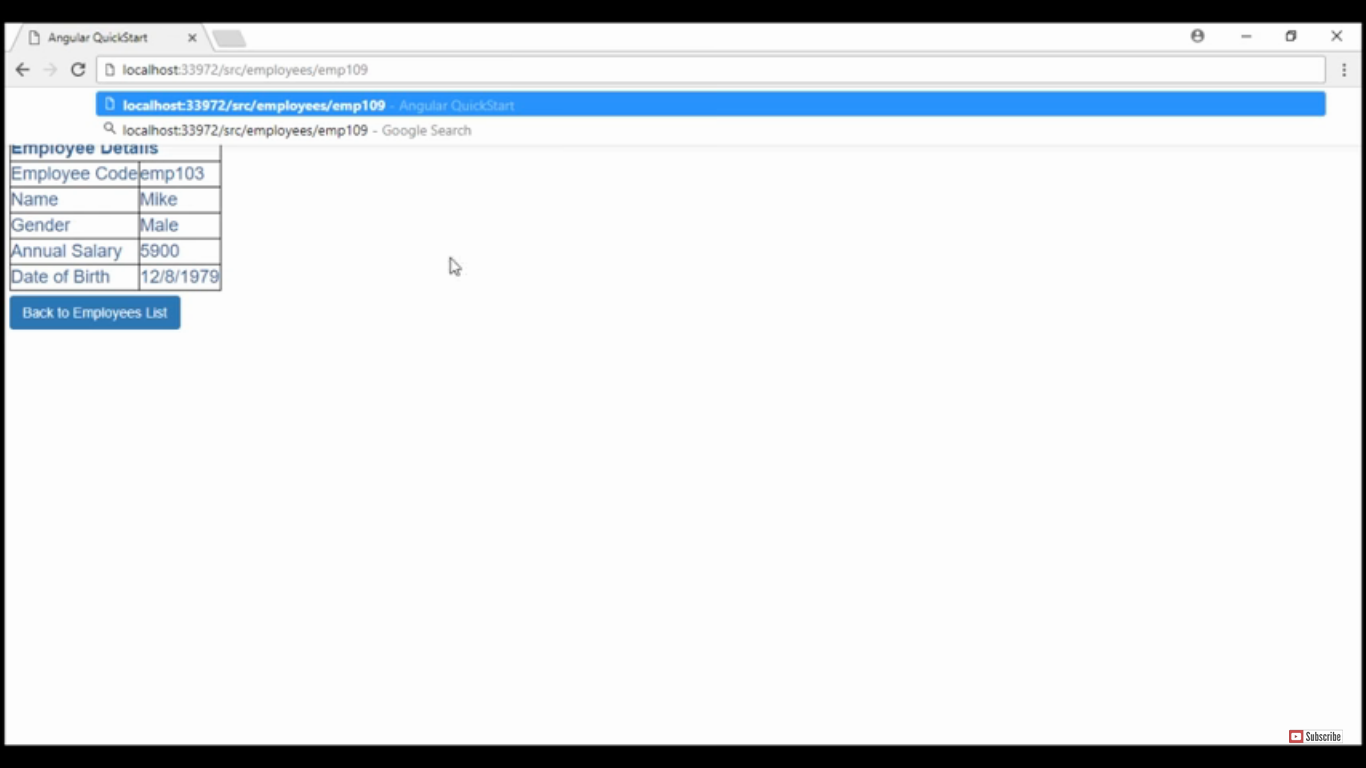 Angular QuickStart
localhost:33972/src/employees/emp109
localhost:33972/src/employees/emp109 - Angular QuickStart
localhost:33972/src/employees/emp109 - Google Search
Employee Details
Employee Code emp103
Name Mike
Gender Male
Annual Salary 5900
Date of Birth 12/8/1979
Back to Employees List
Subscribe